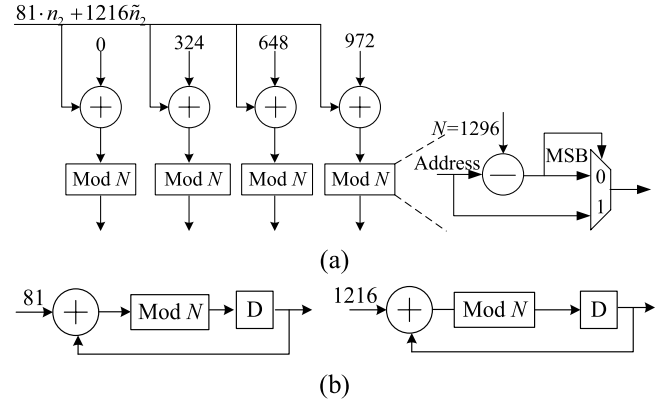 81·n₂+1216ñ₂
0 324 648 972
+ + + +
Mod N Mod N Mod N Mod N
N=1296
Address
−
MSB
0
1
(a)
81 + Mod N D
1216 + Mod N D
(b)